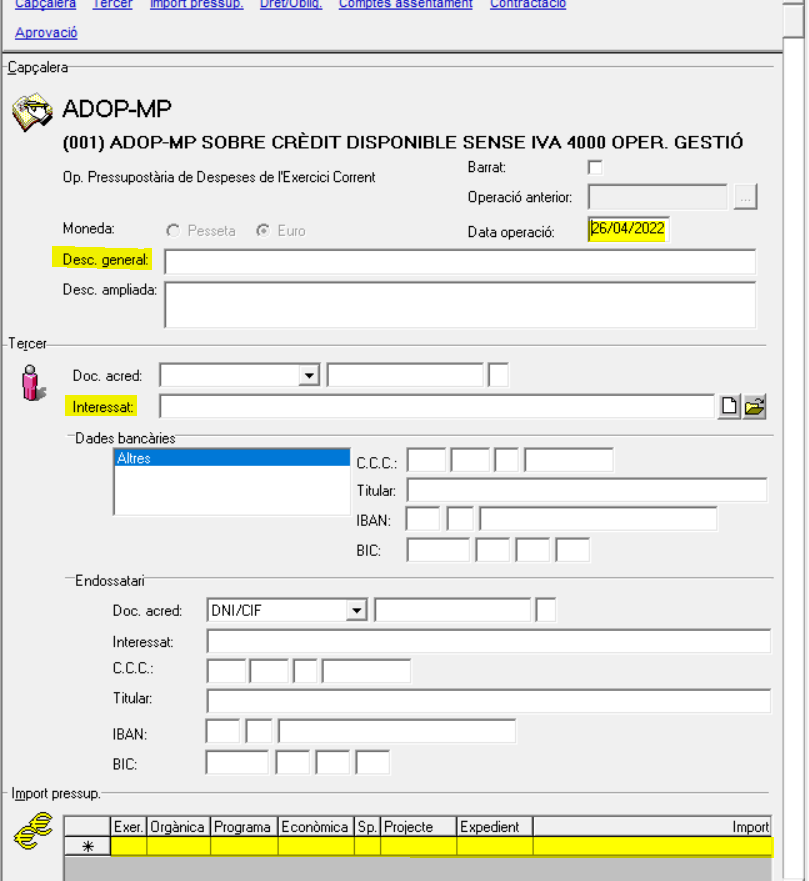 Capçalera Tercer Import pressup. Dret/Oblig. Comptes assentament Contractació
Aprovació
Capçalera
ADOP-MP
(001) ADOP-MP SOBRE CRÈDIT DISPONIBLE SENSE IVA 4000 OPER. GESTIÓ
Op. Pressupostària de Despeses de l'Exercici Corrent
Barrat:
Operació anterior: ...
Moneda: Pesseta Euro
Data operació: 26/04/2022
Desc. general:
Desc. ampliada:
Tercer
Doc. acred:
Interessat:
Dades bancàries
Altres
C.C.C.:
Titular:
IBAN:
BIC:
Endossatari
Doc. acred: DNI/CIF
Interessat:
C.C.C.:
Titular:
IBAN:
BIC:
Import pressup.
Exer. Orgànica Programa Econòmica Sp. Projecte Expedient Import
*